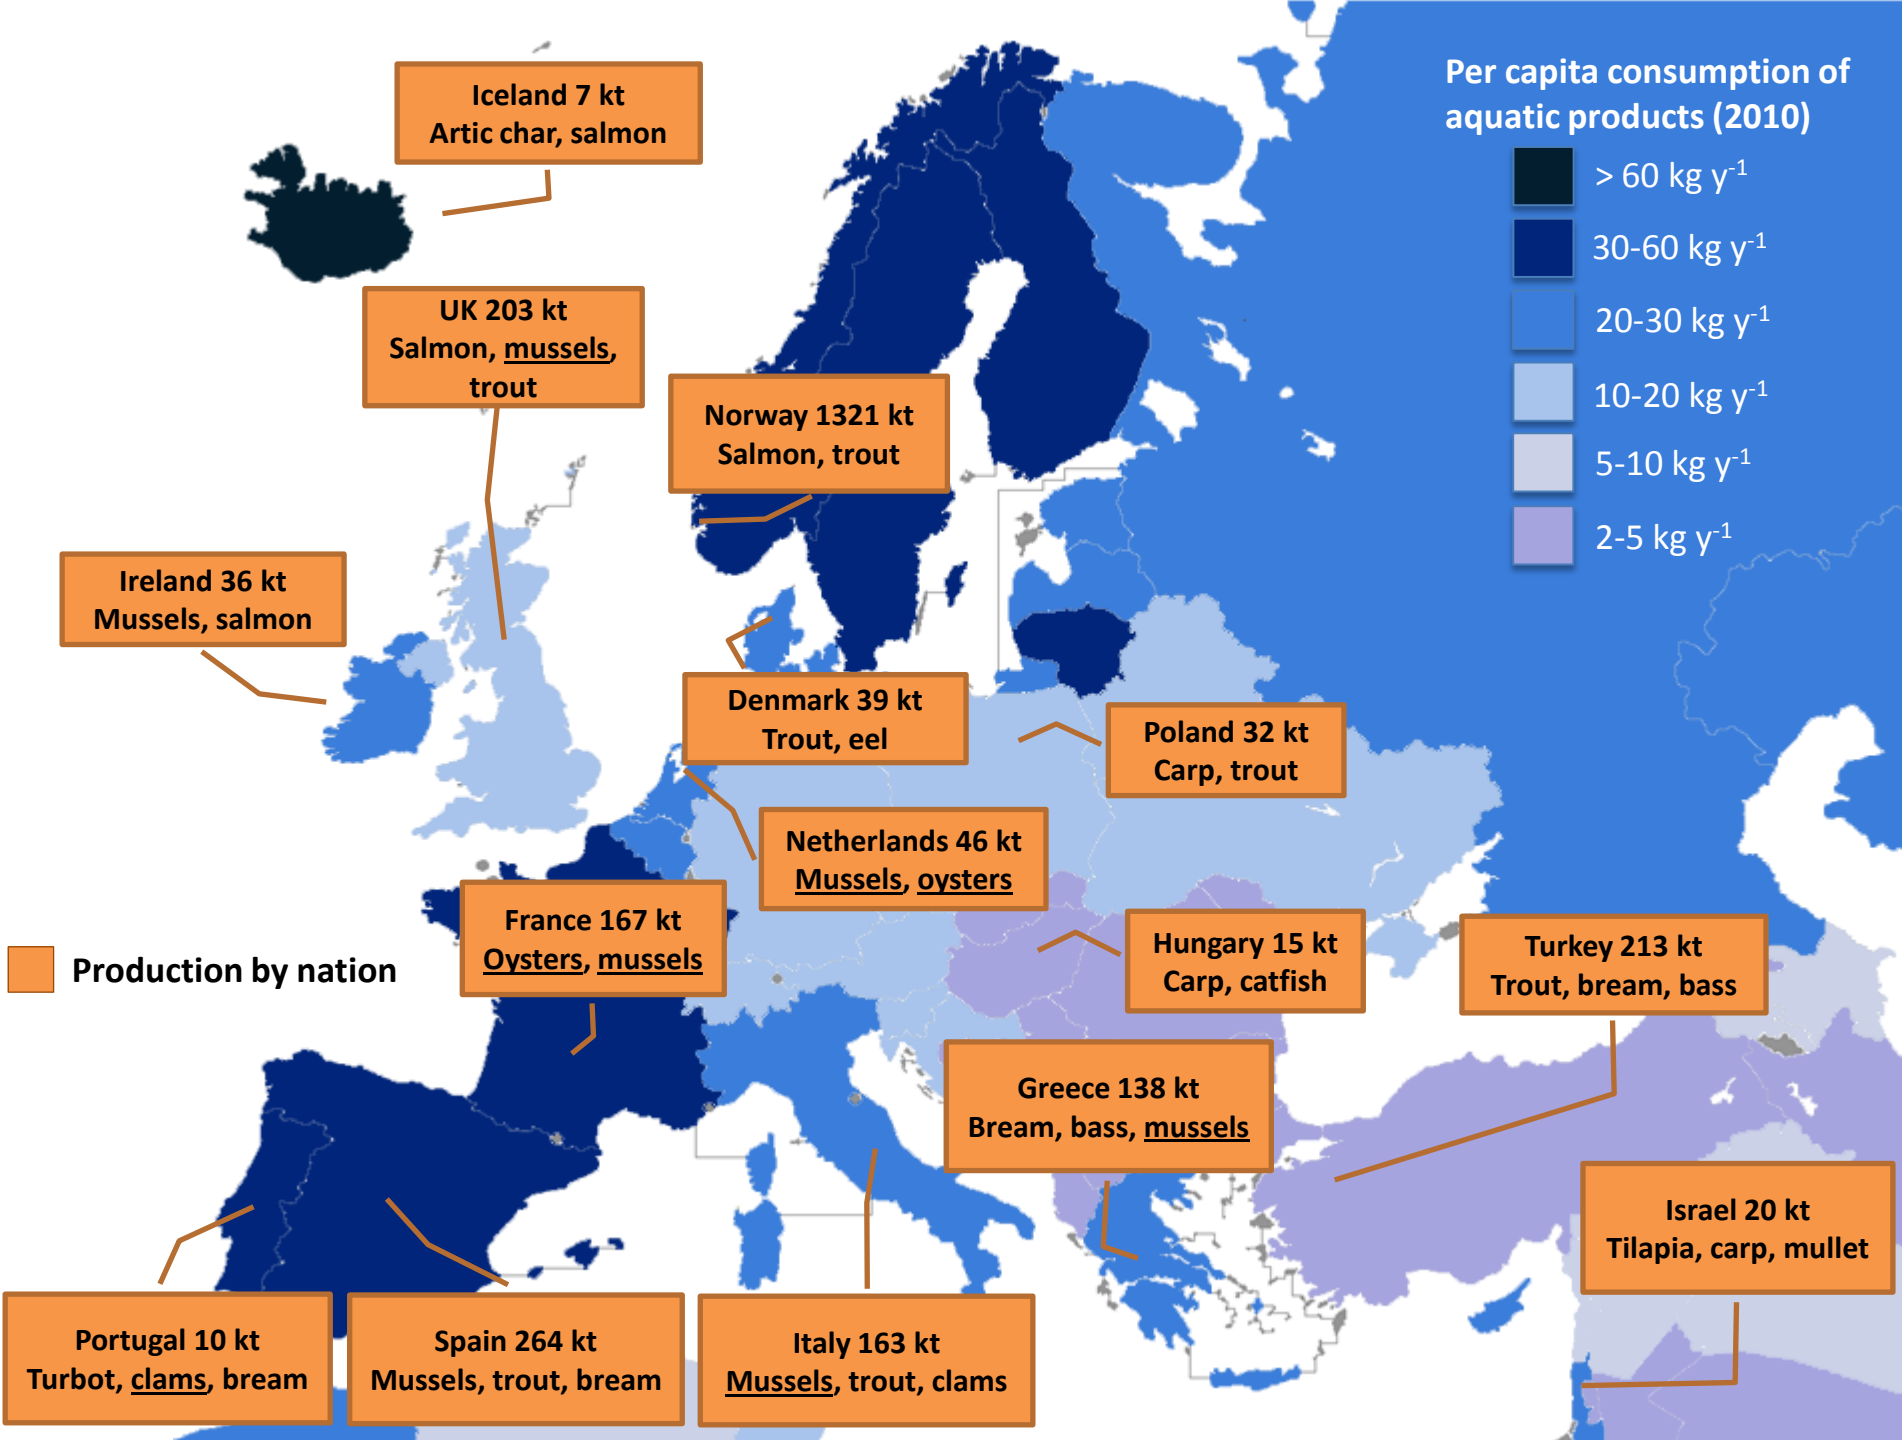 Iceland 7 kt
Artic char, salmon
Per capita consumption of
aquatic products (2010)
> 60 kg y-1
30-60 kg y-1
20-30 kg y-1
10-20 kg y-1
5-10 kg y-1
2-5 kg y-1
UK 203 kt
Salmon, mussels,
trout
Norway 1321 kt
Salmon, trout
Ireland 36 kt
Mussels, salmon
Denmark 39 kt
Trout, eel
Poland 32 kt
Carp, trout
Netherlands 46 kt
Mussels, oysters
France 167 kt
Oysters, mussels
Hungary 15 kt
Carp, catfish
Turkey 213 kt
Trout, bream, bass
Production by nation
Greece 138 kt
Bream, bass, mussels
Israel 20 kt
Tilapia, carp, mullet
Portugal 10 kt
Turbot, clams, bream
Spain 264 kt
Mussels, trout, bream
Italy 163 kt
Mussels, trout, clams